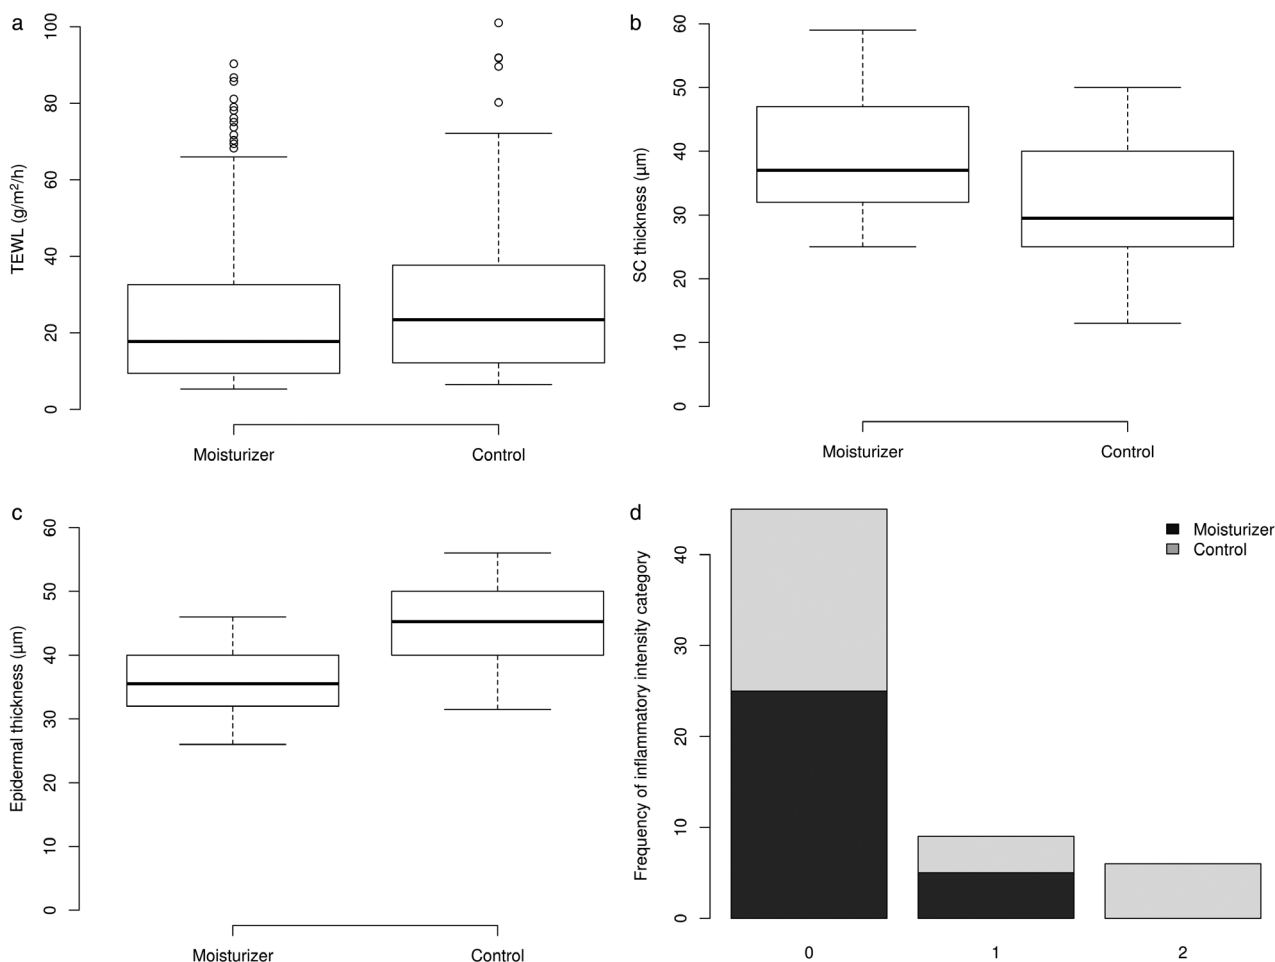 a
TEWL (g/m²/h)
100
80
60
40
20
0
Moisturizer
Control
b
SC thickness (µm)
60
50
40
30
20
10
0
Moisturizer
Control
c
Epidermal thickness (µm)
60
50
40
30
20
10
0
Moisturizer
Control
d
Frequency of inflammatory intensity category
40
30
20
10
0
Moisturizer
Control
0
1
2